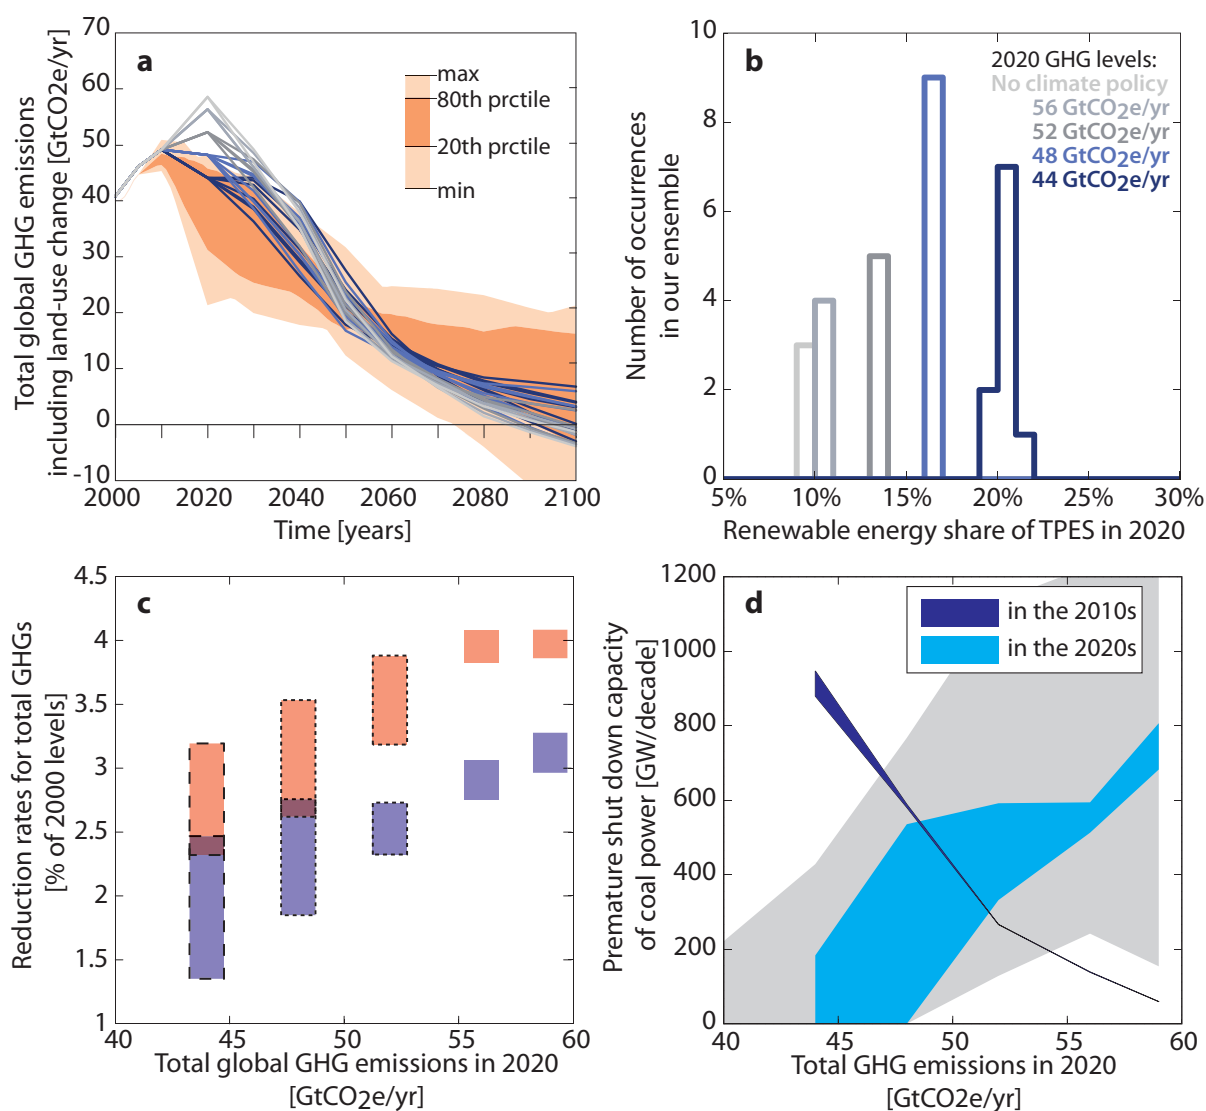 a
Total global GHG emissions
including land-use change [GtCO2e/yr]
70
60
50
40
30
20
10
0
-10
max
80th prctile
20th prctile
min
2000
2020
2040
2060
2080
2100
Time [years]
b
Number of occurrences
in our ensemble
10
8
6
4
2
0
2020 GHG levels:
No climate policy
56 GtCO2e/yr
52 GtCO2e/yr
48 GtCO2e/yr
44 GtCO2e/yr
5%
10%
15%
20%
25%
30%
Renewable energy share of TPES in 2020
c
Reduction rates for total GHGs
[% of 2000 levels]
4.5
4
3.5
3
2.5
2
1.5
1
40
45
50
55
60
Total global GHG emissions in 2020
[GtCO2e/yr]
d
Premature shut down capacity
of coal power [GW/decade]
1200
1000
800
600
400
200
0
in the 2010s
in the 2020s
40
45
50
55
60
Total GHG emissions in 2020
[GtCO2e/yr]